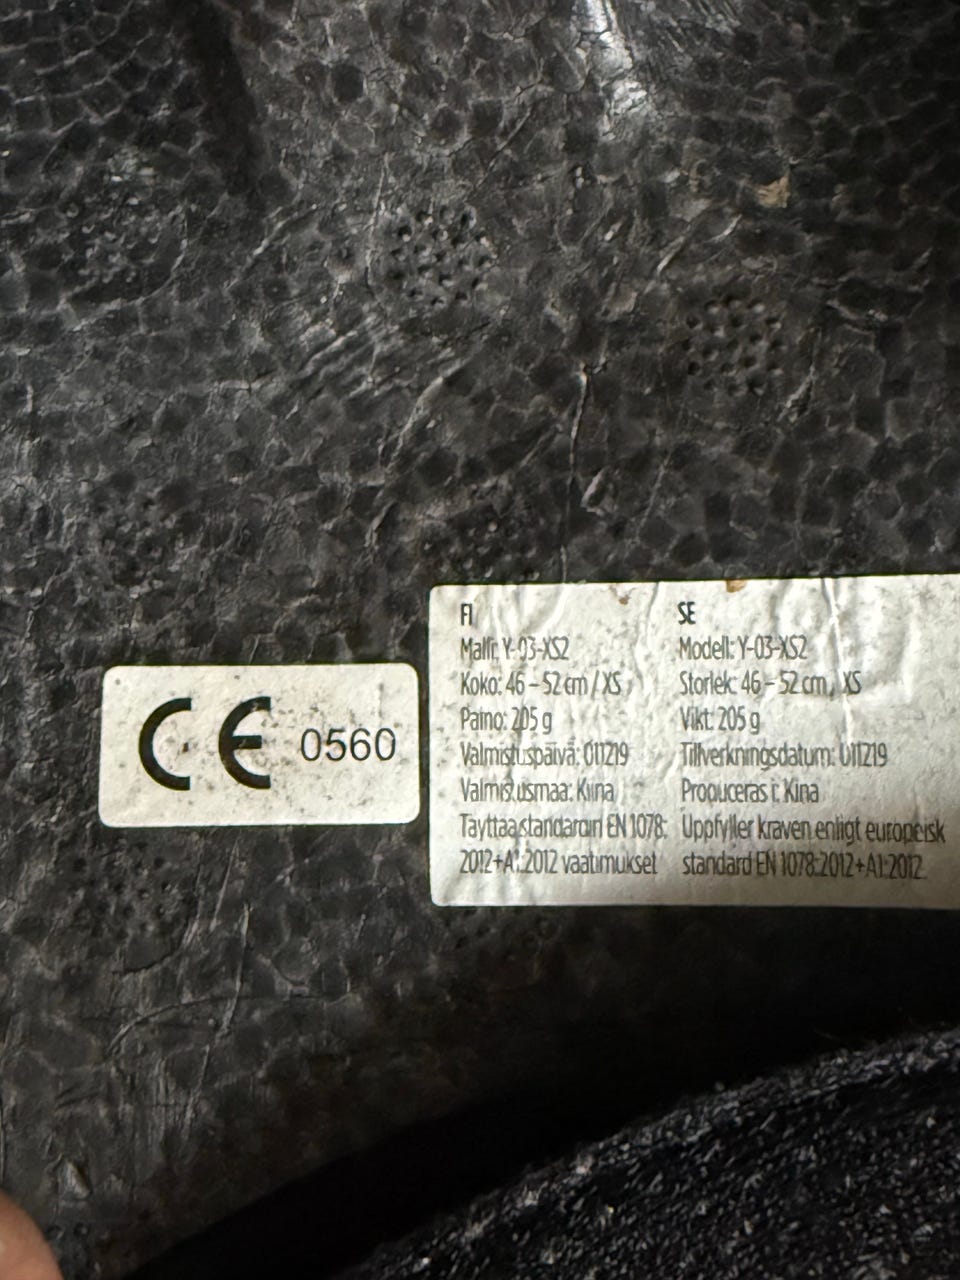 CE 0560
FI
Malli: Y-03-XS2
Koko: 46 – 52 cm / XS
Paino: 205 g
Valmistuspäivä: 011219
Valmistusmaa: Kiina
Täyttää standardin EN 1078:
2012+A1:2012 vaatimukset
SE
Modell: Y-03-XS2
Storlek: 46 – 52 cm, XS
Vikt: 205 g
Tillverkningsdatum: 011219
Produceras i: Kina
Uppfyller kraven enligt europeisk
standard EN 1078:2012+A1:2012.